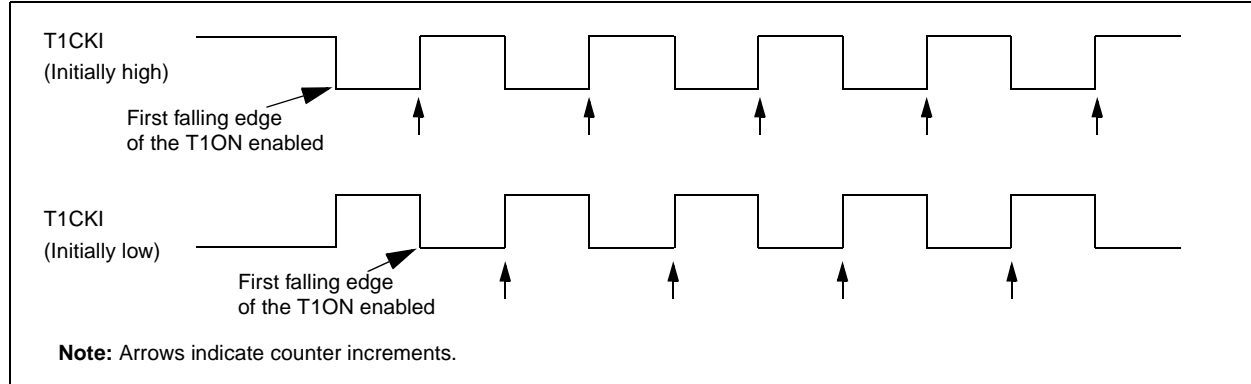 T1CKI
(Initially high)
First falling edge
of the T1ON enabled
T1CKI
(Initially low)
First falling edge
of the T1ON enabled
Note: Arrows indicate counter increments.